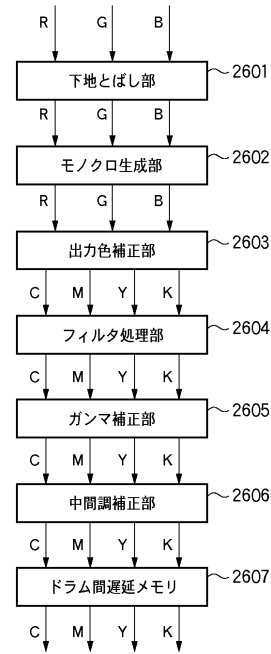 R G B
下地とばし部 2601
R G B
モノクロ生成部 2602
R G B
出力色補正部 2603
C M Y K
フィルタ処理部 2604
C M Y K
ガンマ補正部 2605
C M Y K
中間調補正部 2606
C M Y K
ドラム間遅延メモリ 2607
C M Y K